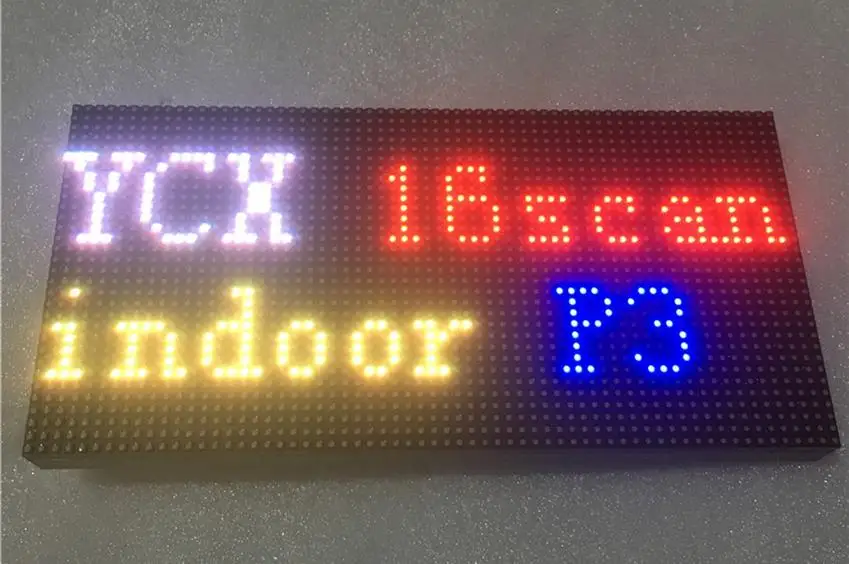 YCX 16scan
indoor P3